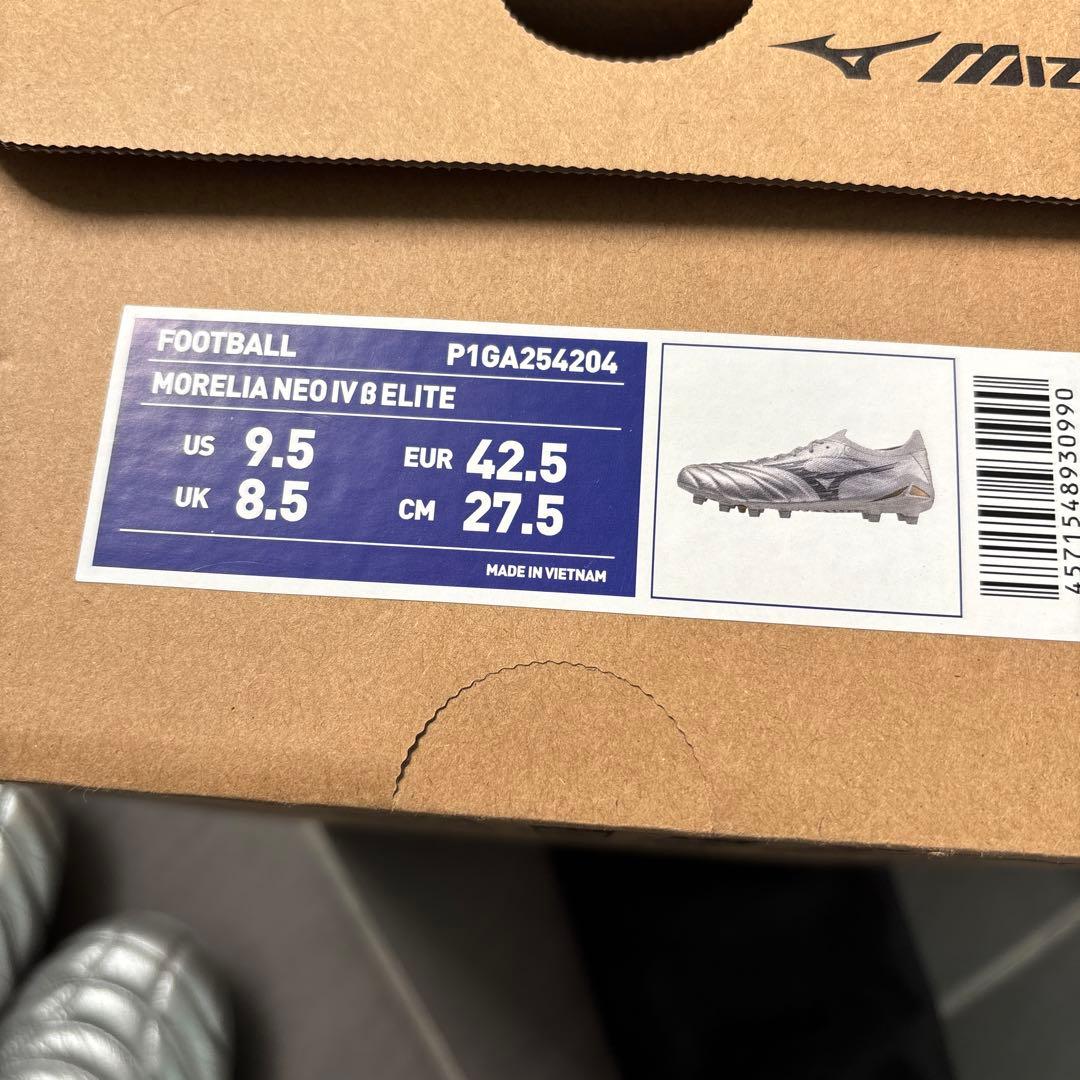 MIZ
FOOTBALL P1GA254204
MORELIA NEO IV β ELITE
US 9.5 EUR 42.5
UK 8.5 CM 27.5
MADE IN VIETNAM
4571548930990